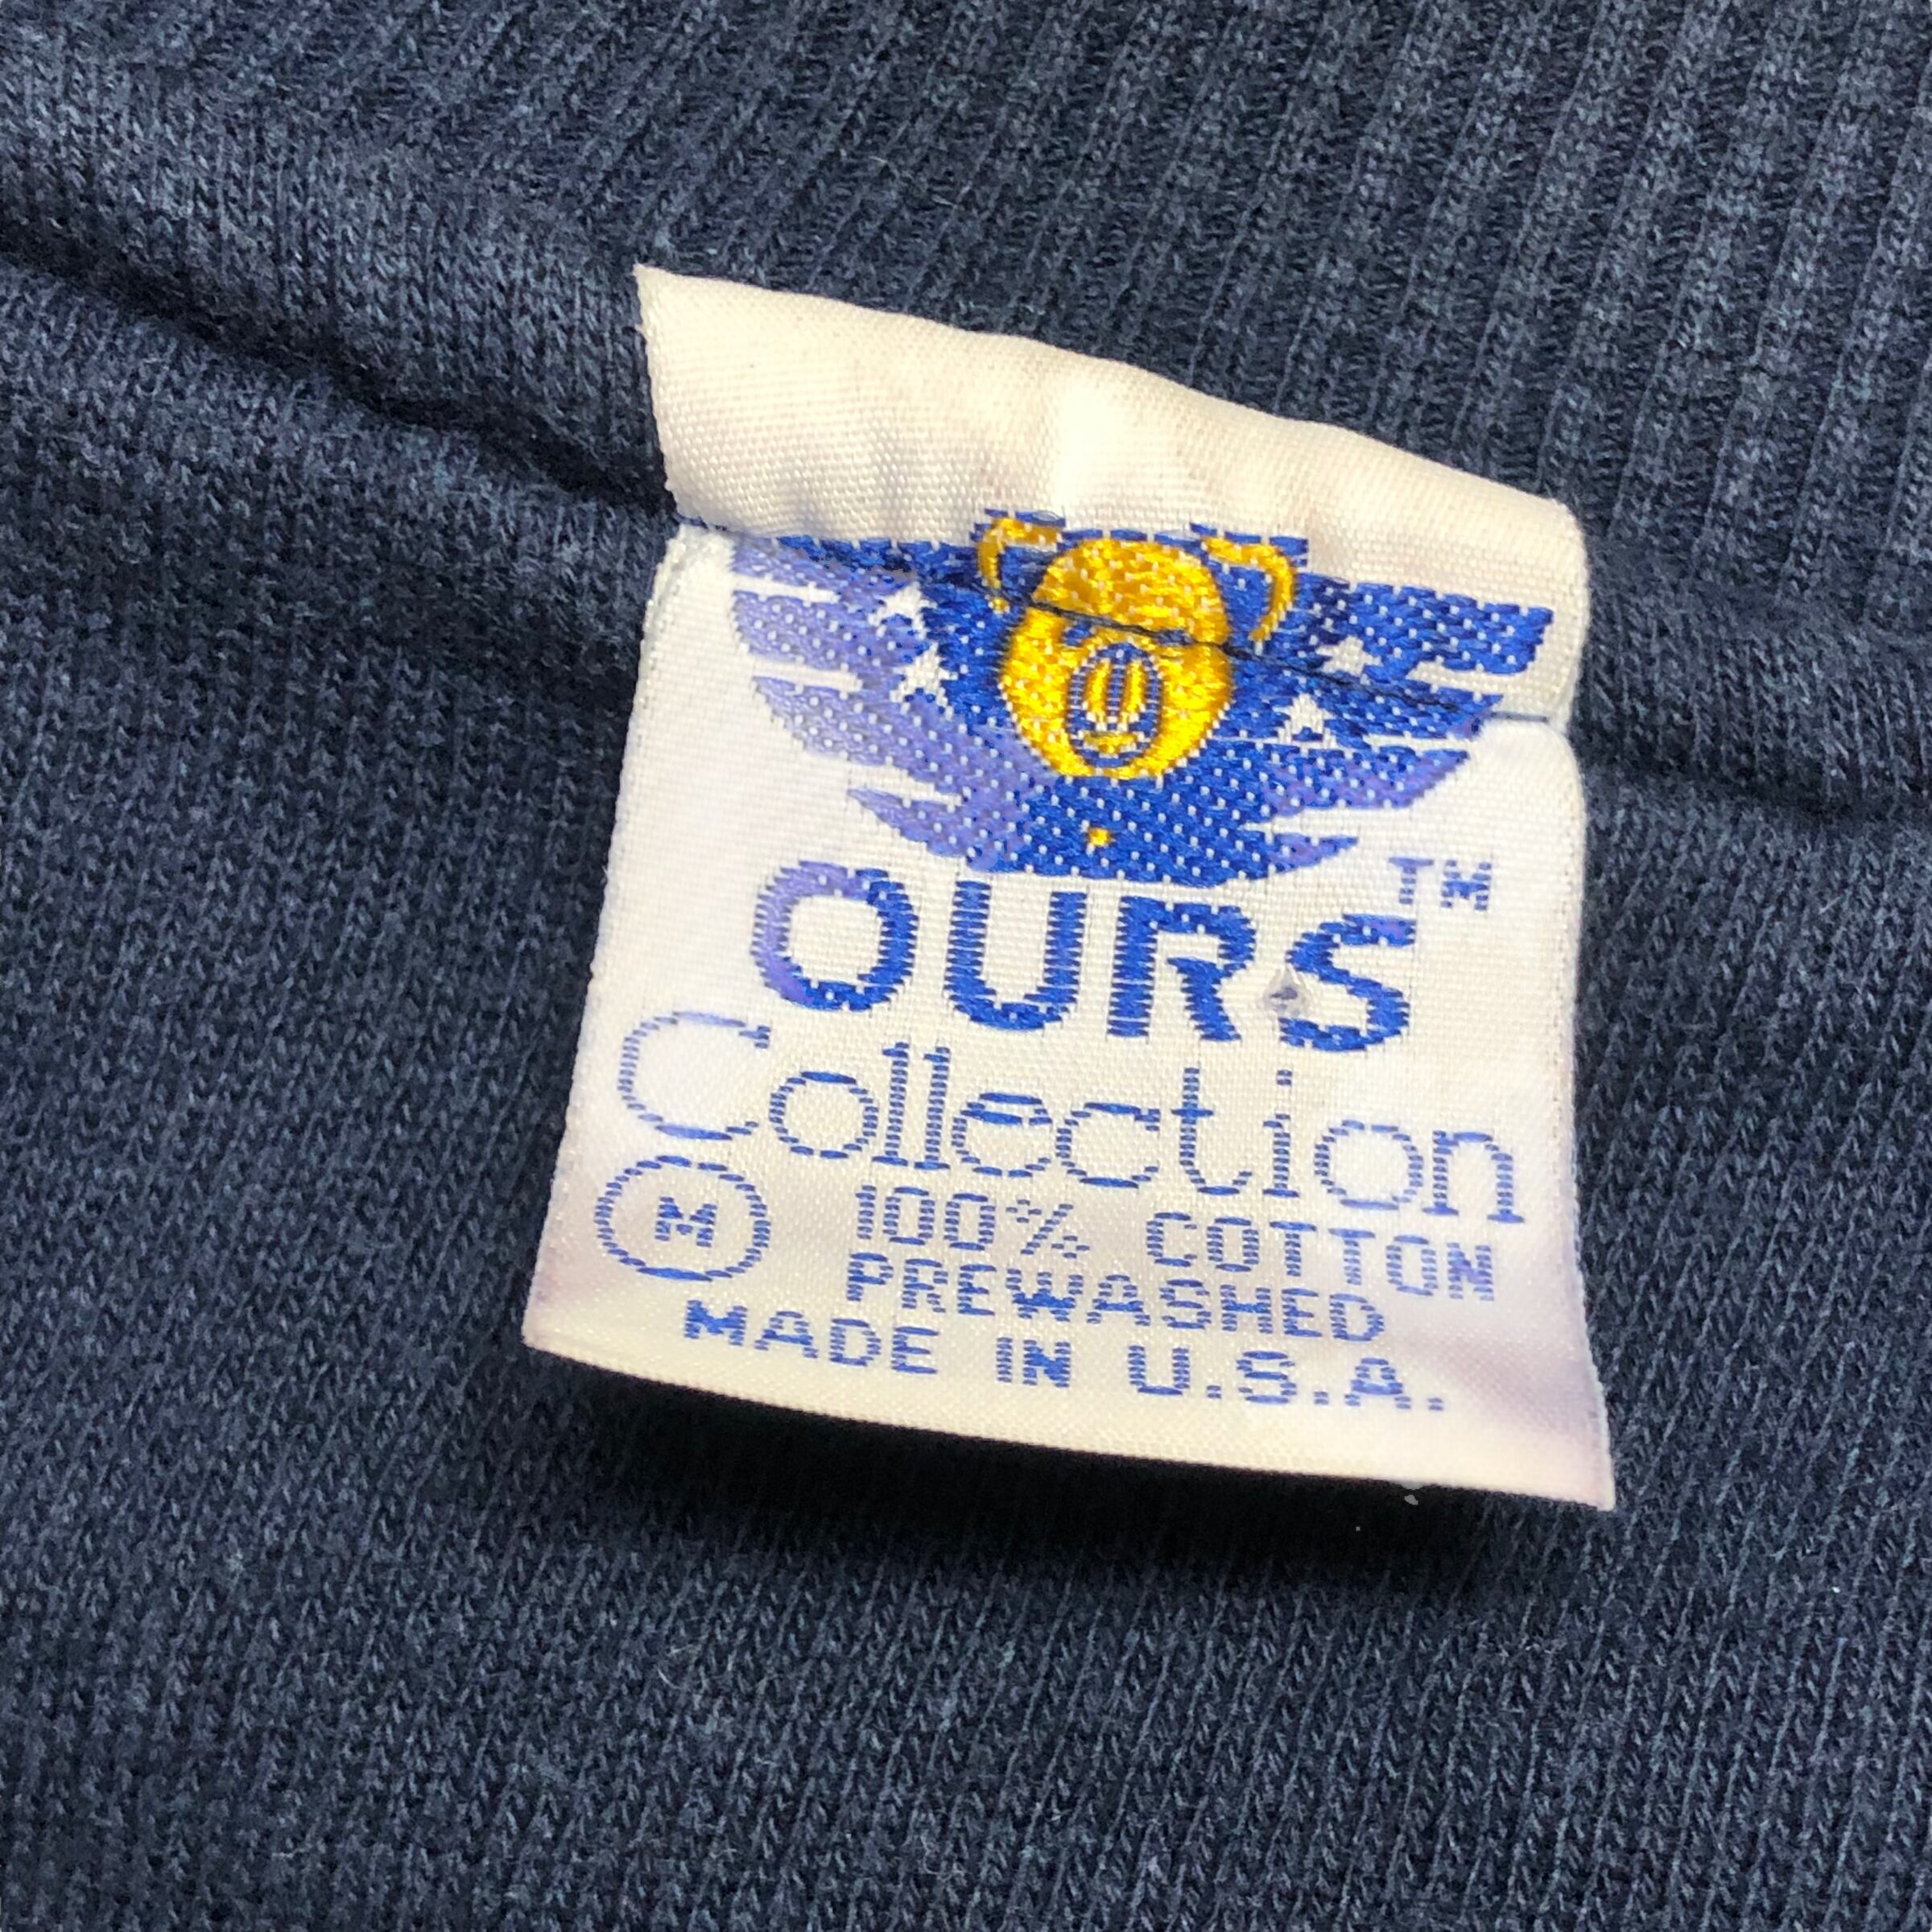 OURS™
Collection
M 100% COTTON
PREWASHED
MADE IN U.S.A.